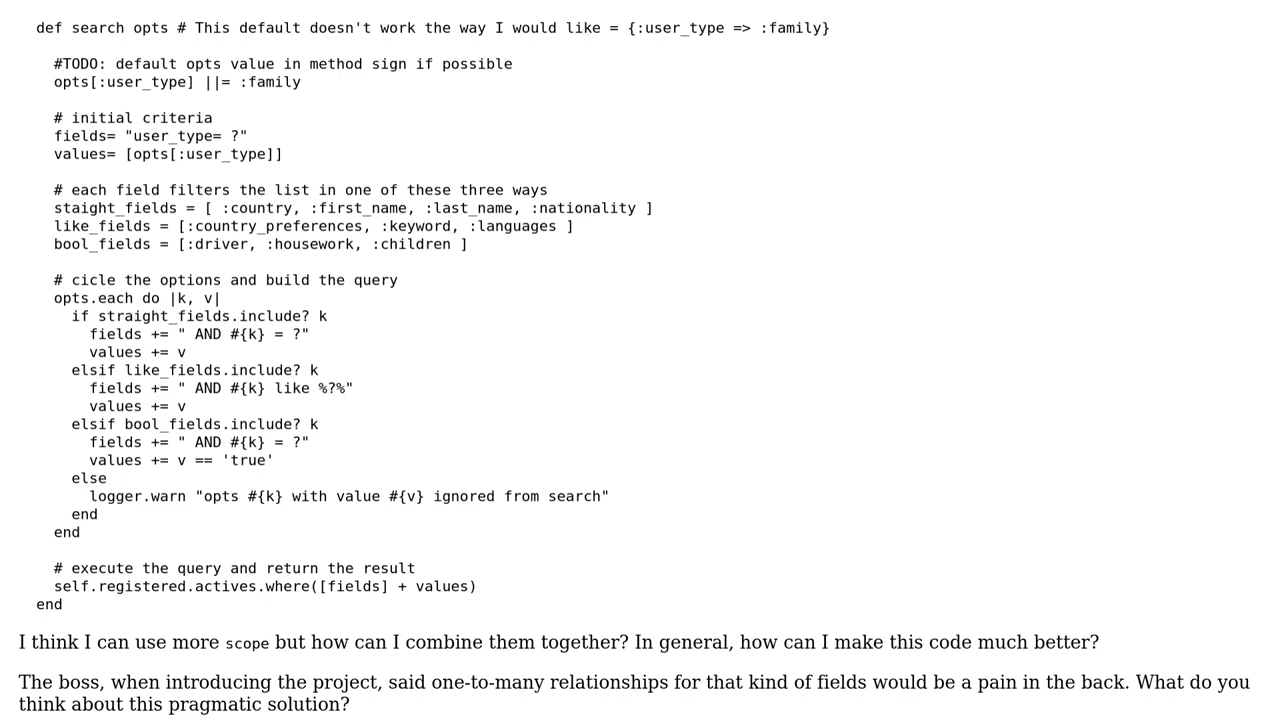 def search opts # This default doesn't work the way I would like = {:user_type => :family}
#TODO: default opts value in method sign if possible
opts[:user_type] ||= :family
# initial criteria
fields= "user_type= ?"
values= [opts[:user_type]]
# each field filters the list in one of these three ways
staight_fields = [ :country, :first_name, :last_name, :nationality ]
like_fields = [:country_preferences, :keyword, :languages ]
bool_fields = [:driver, :housework, :children ]
# cicle the options and build the query
opts.each do |k, v|
if straight_fields.include? k
fields += " AND #{k} = ?"
values += v
elsif like_fields.include? k
fields += " AND #{k} like %?%"
values += v
elsif bool_fields.include? k
fields += " AND #{k} = ?"
values += v == 'true'
else
logger.warn "opts #{k} with value #{v} ignored from search"
end
end
# execute the query and return the result
self.registered.actives.where([fields] + values)
end
I think I can use more scope but how can I combine them together? In general, how can I make this code much better?
The boss, when introducing the project, said one-to-many relationships for that kind of fields would be a pain in the back. What do you
think about this pragmatic solution?